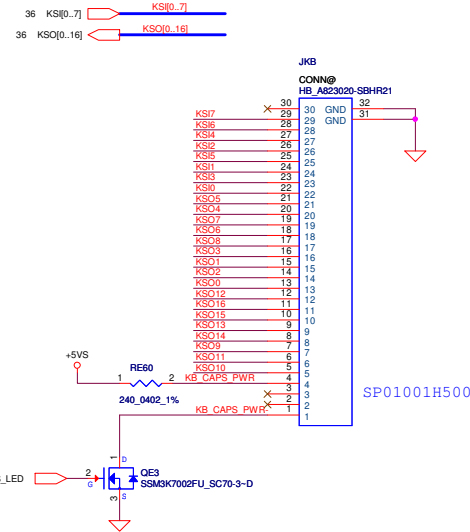 36 KSI[0..7] KSI[0..7]
36 KSO[0..16] KSO[0..16]
JKB
CONN@
HB_A823020-SBHR21
30 30 GND 32
KSI7 29 29 GND 31
KSI6 28 28
KSI4 27 27
KSI2 26 26
KSI5 25 25
KSI1 24 24
KSI3 23 23
KSI0 22 22
KSO5 21 21
KSO4 20 20
KSO7 19 19
KSO6 18 18
KSO8 17 17
KSO3 16 16
KSO1 15 15
KSO2 14 14
KSO0 13 13
KSO12 12 12
KSO16 11 11
KSO15 10 10
KSO13 9 9
KSO14 8 8
KSO9 7 7
KSO11 6 6
KSO10 5 5
+5VS RE60
1 2 KB_CAPS_PWR 4 4
240_0402_1%
3 3
2 2
KB_CAPS_PWR- 1 1
SP01001H500
1 D
S_LED 2 G
QE3
SSM3K7002FU_SC70-3~D
3 S